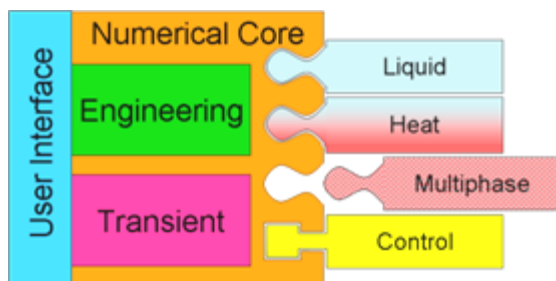 User Interface
Numerical Core
Engineering
Transient
Liquid
Heat
Multiphase
Control